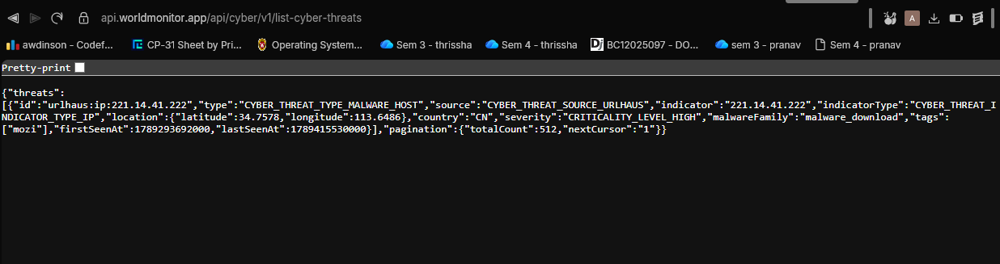 api.worldmonitor.app/api/cyber/v1/list-cyber-threats
A
awdinson - Codef...
CP-31 Sheet by Pri...
Operating System...
Sem 3 - thrissha
Sem 4 - thrissha
BC12025097 - DO...
sem 3 - pranav
Sem 4 - pranav
Pretty-print
{"threats":
[{"id":"urlhaus:ip:221.14.41.222","type":"CYBER_THREAT_TYPE_MALWARE_HOST","source":"CYBER_THREAT_SOURCE_URLHAUS","indicator":"221.14.41.222","indicatorType":"CYBER_THREAT_I
NDICATOR_TYPE_IP","location":{"latitude":34.7578,"longitude":113.6486},"country":"CN","severity":"CRITICALITY_LEVEL_HIGH","malwareFamily":"malware_download","tags":
["mozi"],"firstSeenAt":1789293692000,"lastSeenAt":1789415530000}],"pagination":{"totalCount":512,"nextCursor":"1"}}